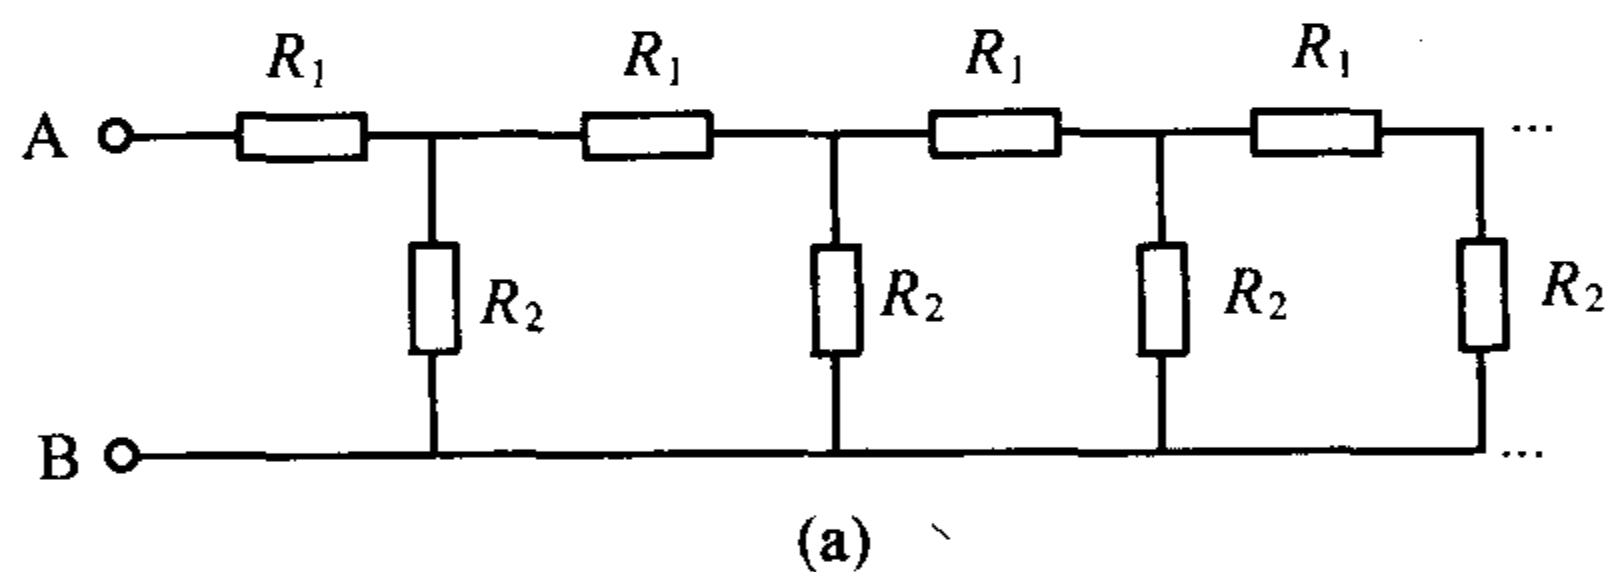 R₁ R₁ R₁ R₁
A ...
R₂ R₂ R₂ R₂
B ...
(a)